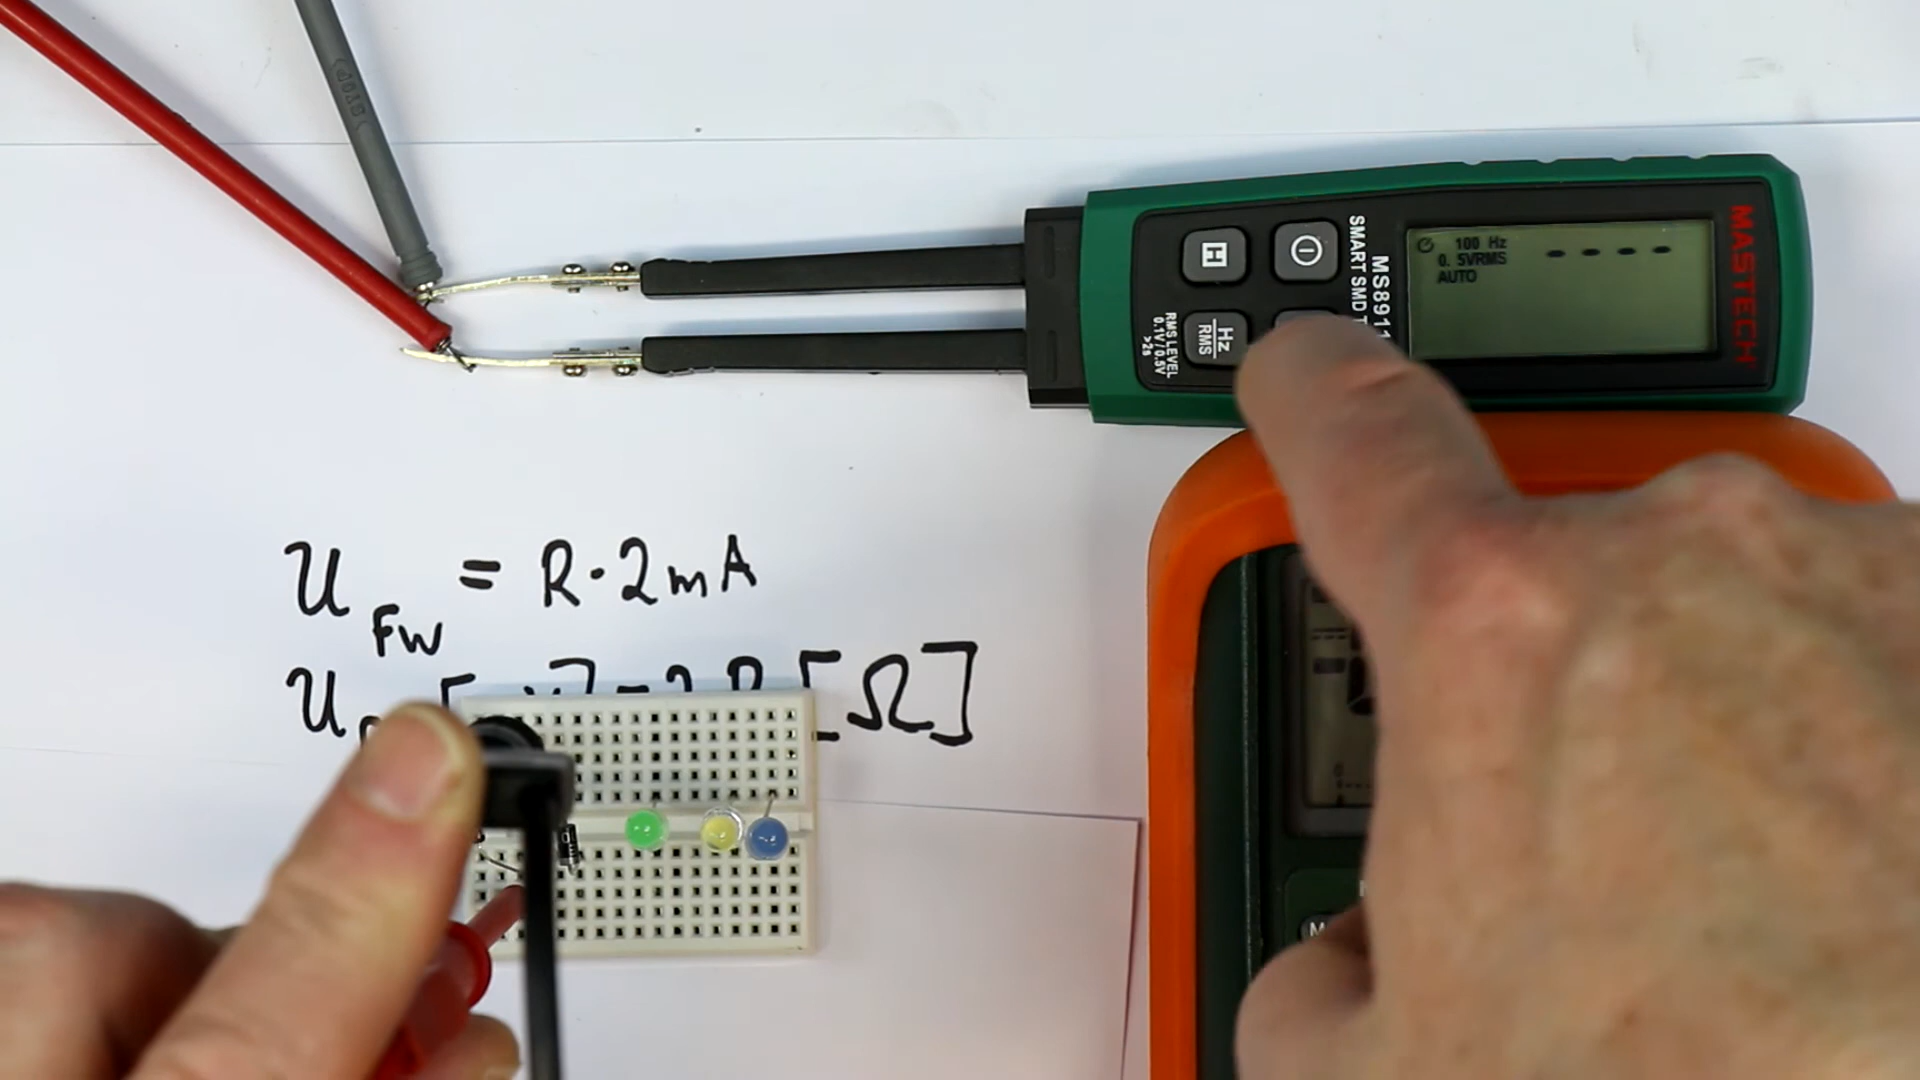 MASTECH
MS8911
SMART SMD T
100 Hz
0.5VRMS
AUTO
- - - -
H
Hz
RMS
RMS LEVEL
0.1V/0.5V
>2s
U Fw = R·2mA
U [Ω]
M